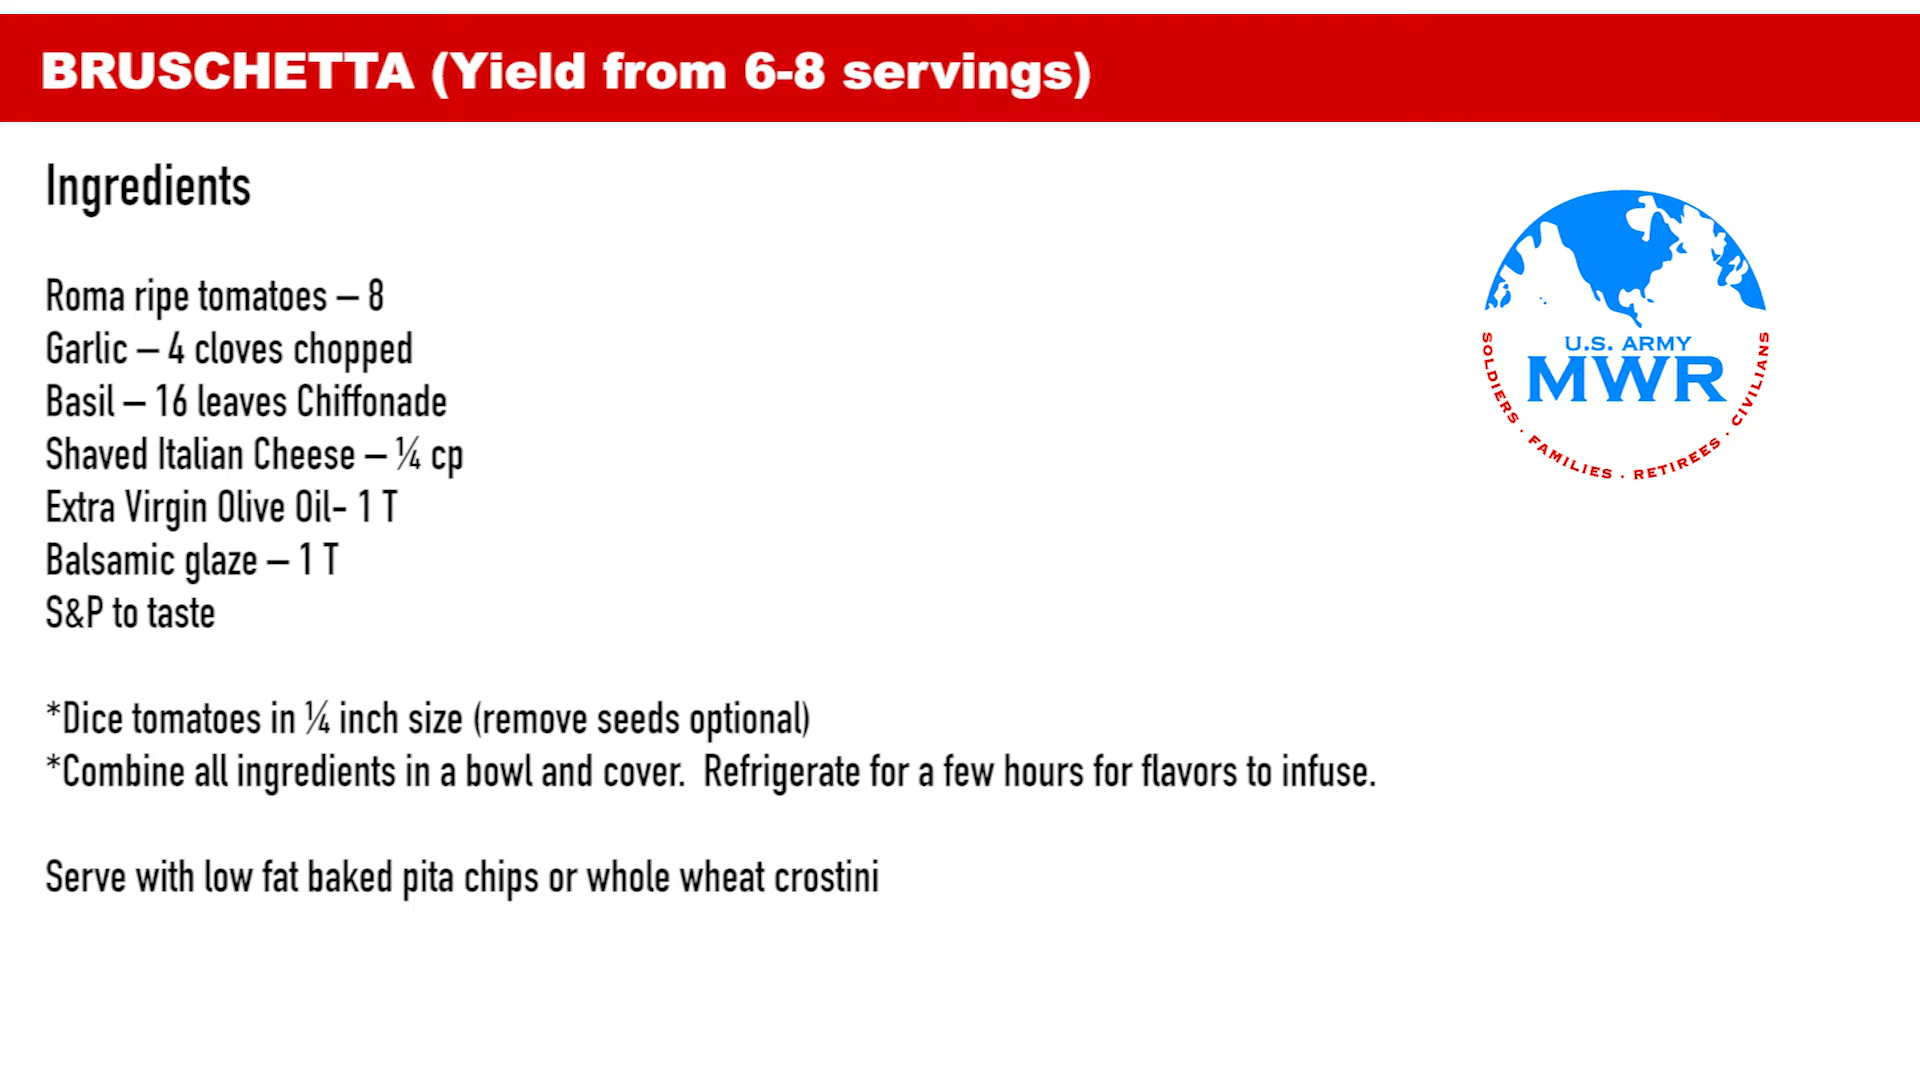 BRUSCHETTA (Yield from 6-8 servings)
Ingredients
Roma ripe tomatoes – 8
Garlic – 4 cloves chopped
Basil – 16 leaves Chiffonade
Shaved Italian Cheese – ¼ cp
Extra Virgin Olive Oil- 1 T
Balsamic glaze – 1 T
S&P to taste
*Dice tomatoes in ¼ inch size (remove seeds optional)
*Combine all ingredients in a bowl and cover.  Refrigerate for a few hours for flavors to infuse.
Serve with low fat baked pita chips or whole wheat crostini
U.S. ARMY
MWR
SOLDIERS · FAMILIES · RETIREES · CIVILIANS